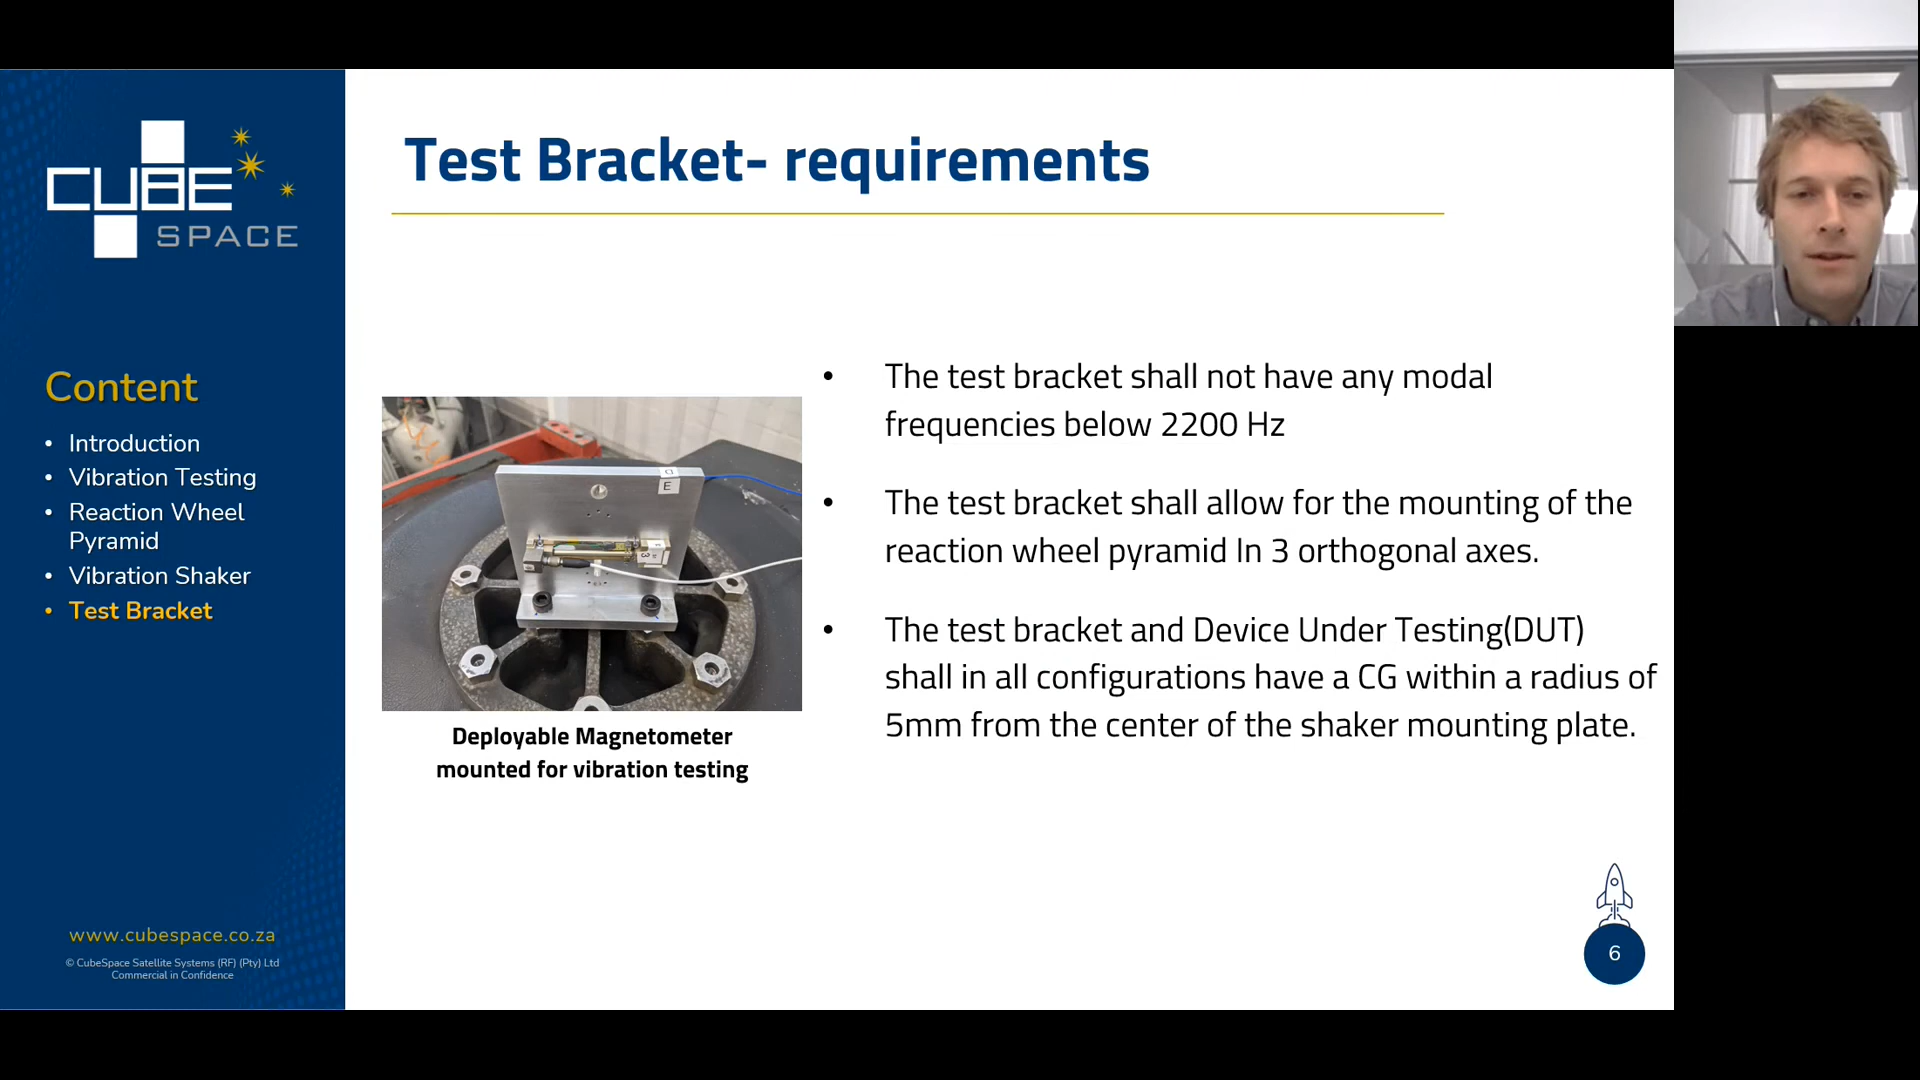 CUBE
SPACE
Content
• Introduction
• Vibration Testing
• Reaction Wheel
Pyramid
• Vibration Shaker
• Test Bracket
www.cubespace.co.za
© CubeSpace Satellite Systems (RF) (Pty) Ltd
Commercial in Confidence
Test Bracket- requirements
D
E
3
Deployable Magnetometer
mounted for vibration testing
• The test bracket shall not have any modal
frequencies below 2200 Hz
• The test bracket shall allow for the mounting of the
reaction wheel pyramid In 3 orthogonal axes.
• The test bracket and Device Under Testing(DUT)
shall in all configurations have a CG within a radius of
5mm from the center of the shaker mounting plate.
6